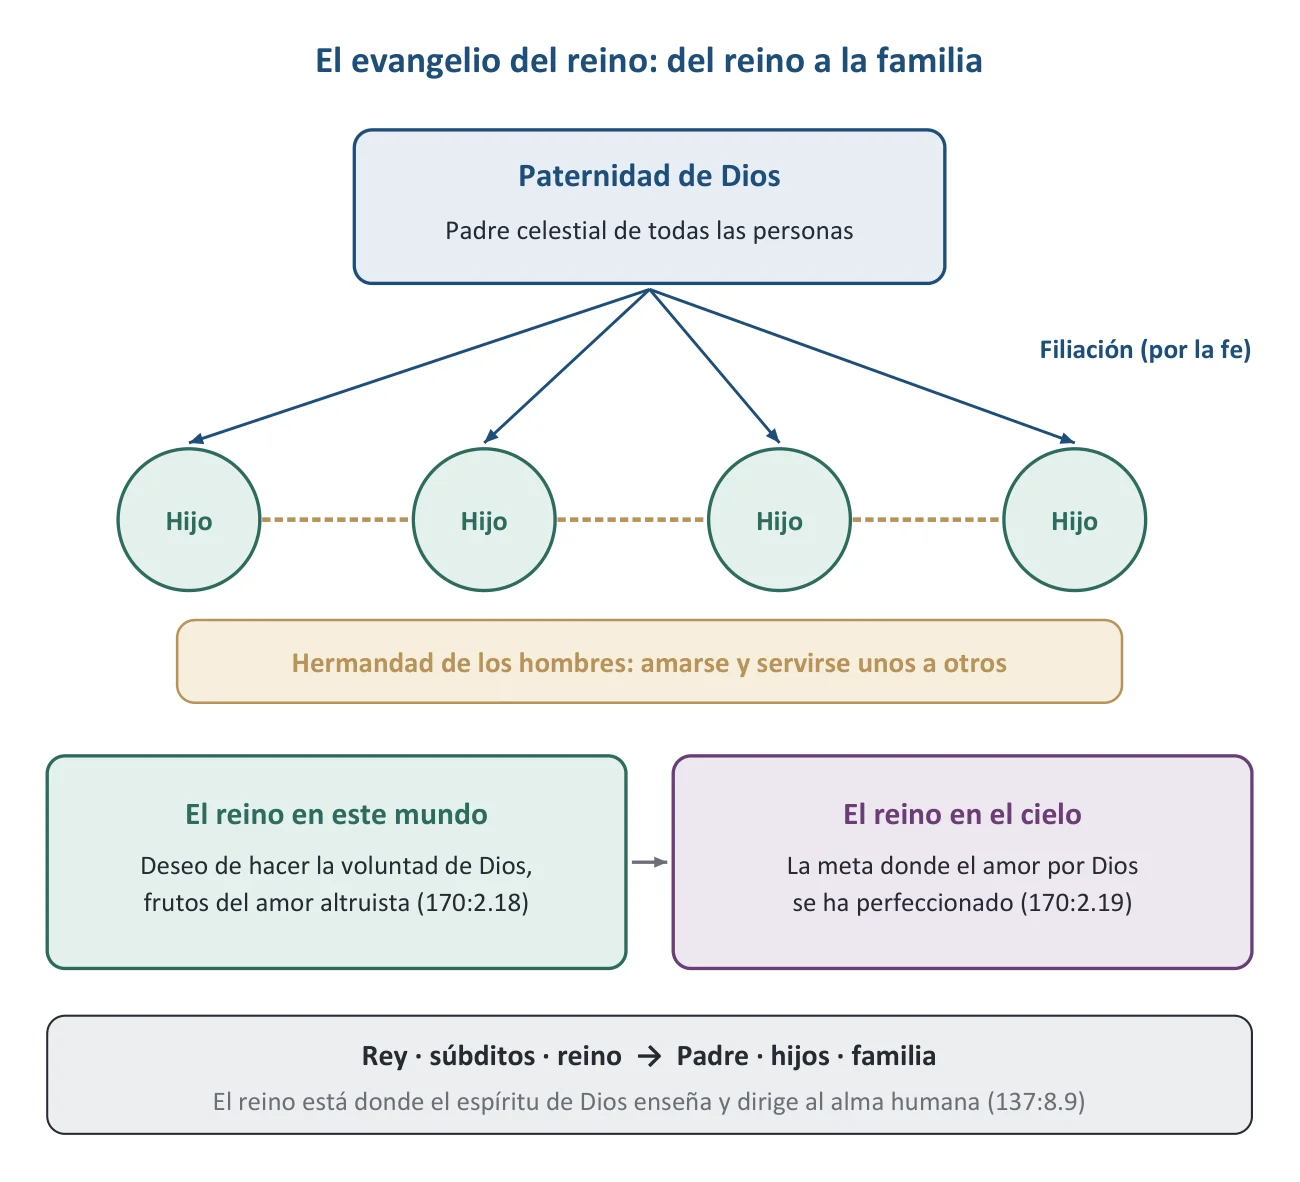 El evangelio del reino: del reino a la familia
Paternidad de Dios
Padre celestial de todas las personas
Filiación (por la fe)
Hijo
Hijo
Hijo
Hijo
Hermandad de los hombres: amarse y servirse unos a otros
El reino en este mundo
Deseo de hacer la voluntad de Dios,
frutos del amor altruista (170:2.18)
El reino en el cielo
La meta donde el amor por Dios
se ha perfeccionado (170:2.19)
Rey · súbditos · reino → Padre · hijos · familia
El reino está donde el espíritu de Dios enseña y dirige al alma humana (137:8.9)